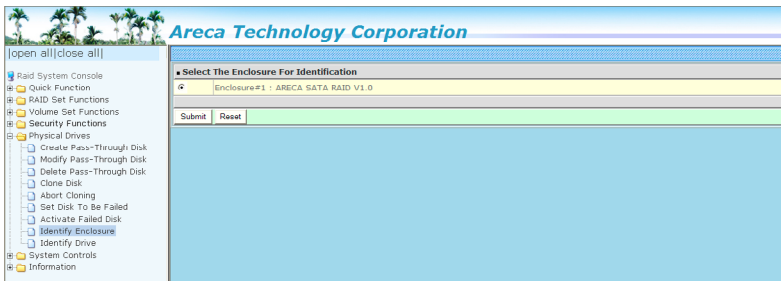 Areca Technology Corporation
|open all|close all|
Raid System Console
Quick Function
RAID Set Functions
Volume Set Functions
Security Functions
Physical Drives
Create Pass-Through Disk
Modify Pass-Through Disk
Delete Pass-Through Disk
Clone Disk
Abort Cloning
Set Disk To Be Failed
Activate Failed Disk
Identify Enclosure
Identify Drive
System Controls
Information
Select The Enclosure For Identification
Enclosure#1 : ARECA SATA RAID V1.0
Submit Reset